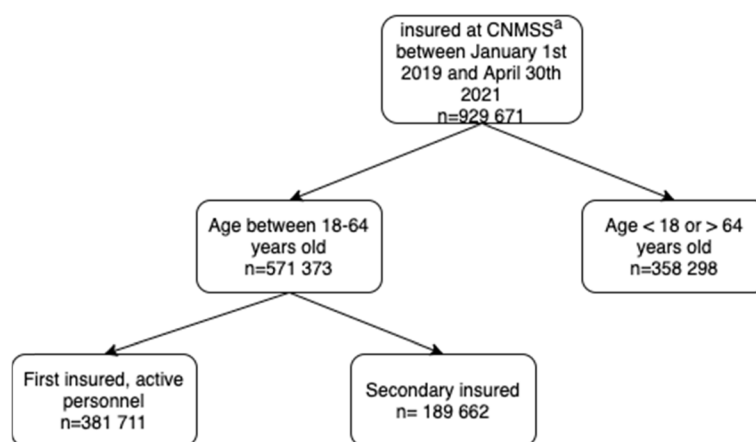 insured at CNMSSᵃ
between January 1st
2019 and April 30th
2021
n=929 671
Age between 18-64
years old
n=571 373
Age < 18 or > 64
years old
n=358 298
First insured, active
personnel
n=381 711
Secondary insured
n= 189 662